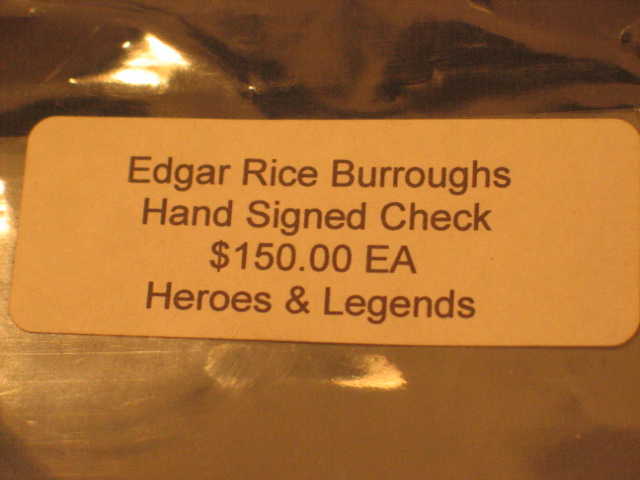 Edgar Rice Burroughs
Hand Signed Check
$150.00 EA
Heroes & Legends